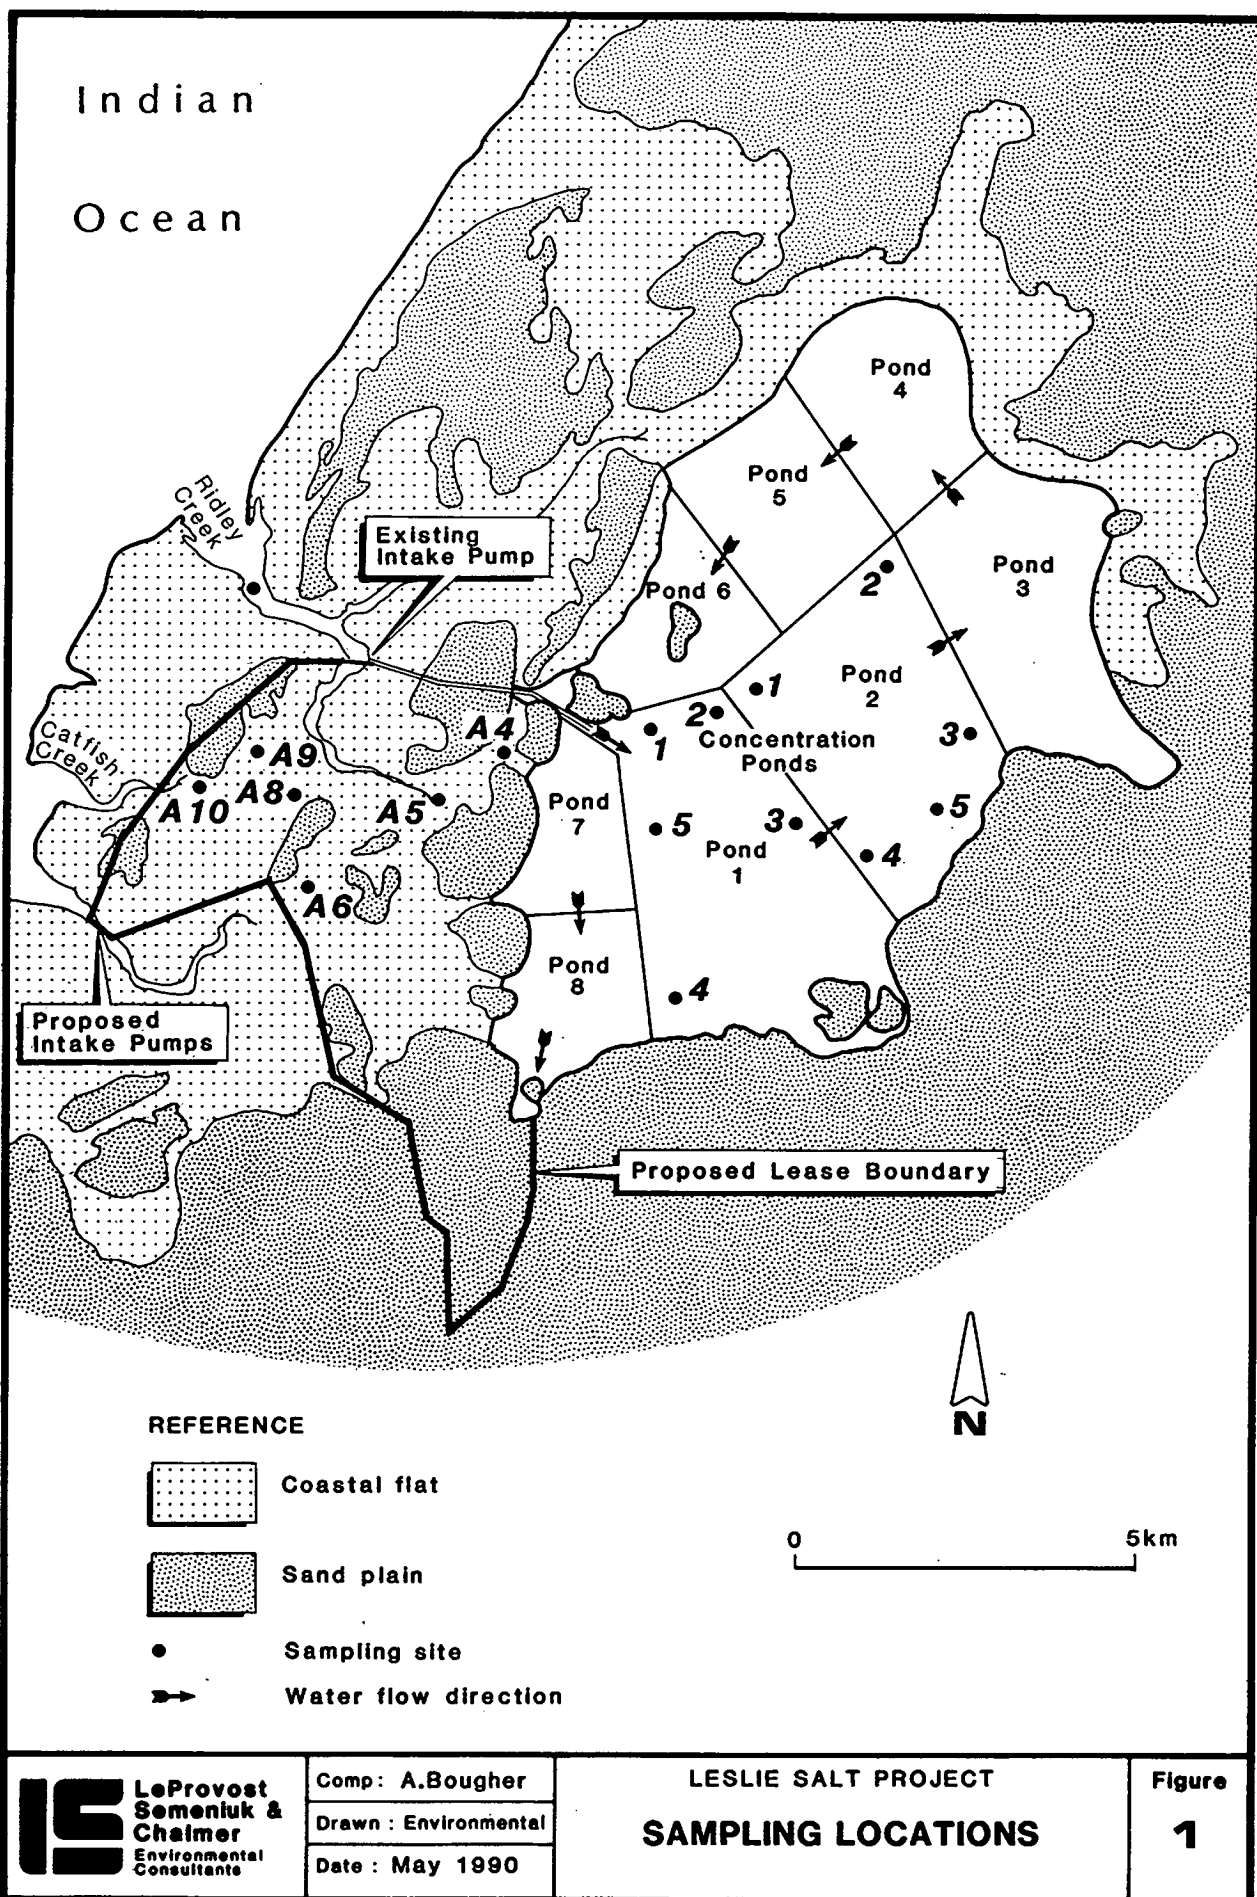 Indian
Ocean
Pond
4
Pond
5
Ridley
Creek
Existing
Intake Pump
Pond
3
2
Pond 6
Pond
2
1
2
A4
1
Concentration
Ponds
3
Catfish
Creek
A9
A8
A10
A5
Pond
7
5
3
5
Pond
1
4
A6
Pond
8
4
Proposed
Intake Pumps
Proposed Lease Boundary
N
REFERENCE
Coastal flat
0 5km
Sand plain
Sampling site
Water flow direction
LeProvost
Semeniuk &
Chalmer
Environmental
Consultants
Comp: A.Bougher
Drawn : Environmental
Date : May 1990
LESLIE SALT PROJECT
SAMPLING LOCATIONS
Figure
1